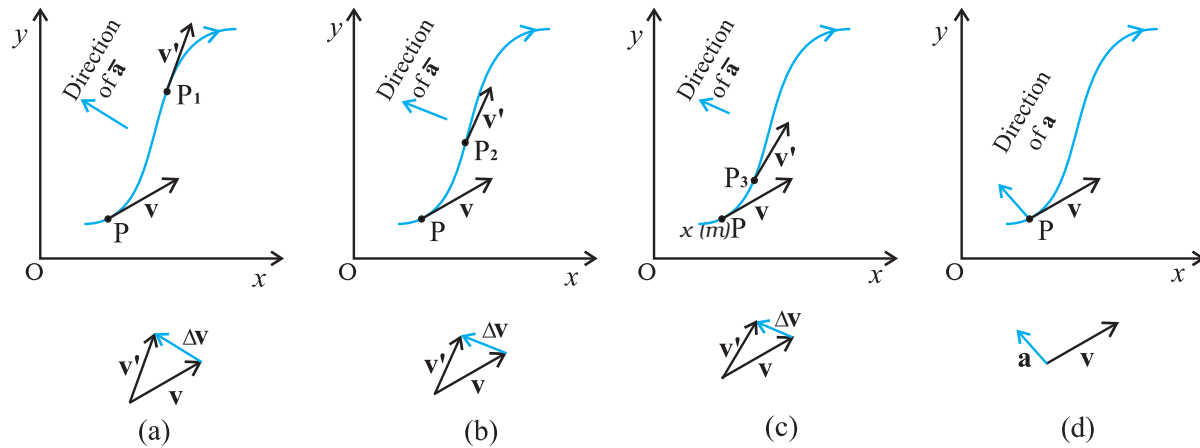 y
v'
Direction
of a̅
P₁
v
P
O
x
Δv
v'
v
(a)
y
Direction
of a̅
v'
P₂
v
P
O
x
Δv
v'
v
(b)
y
Direction
of a̅
P₃
v'
v
x (m)P
O
x
Δv
v'
v
(c)
y
Direction
of a
v
P
O
x
a
v
(d)